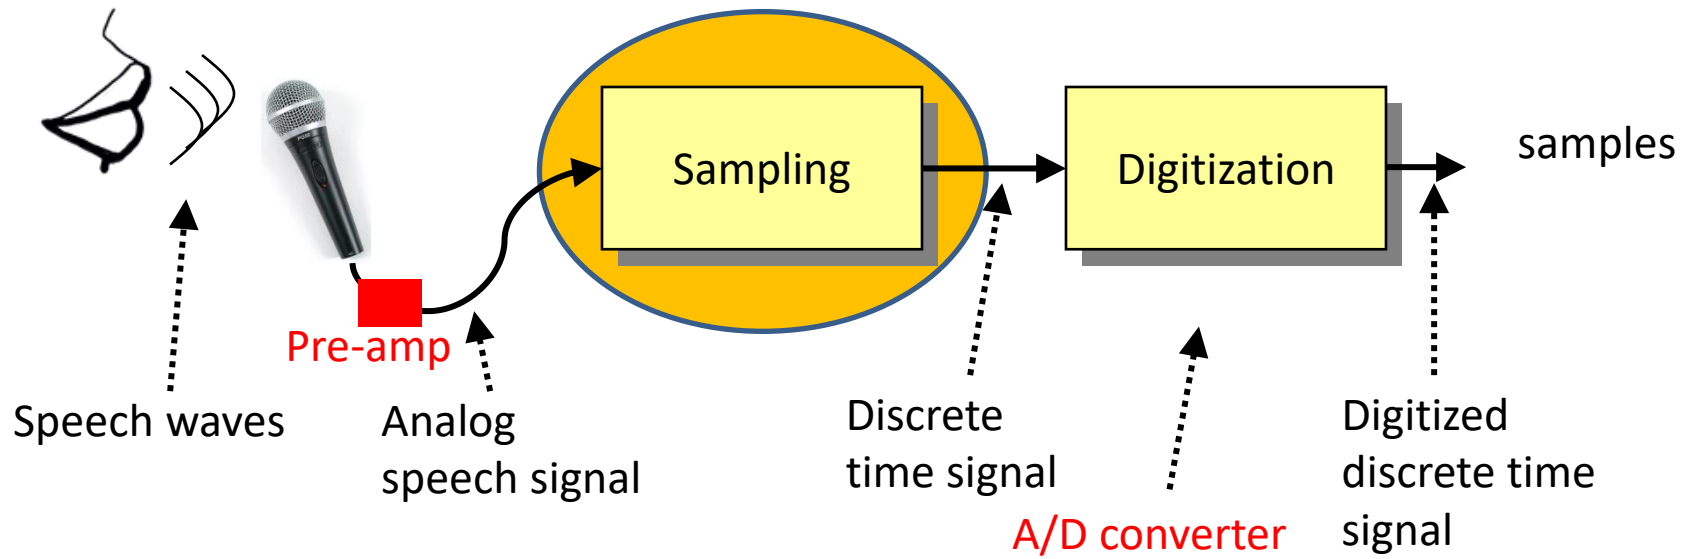 Sampling
Digitization
samples
Pre-amp
Speech waves
Analog
speech signal
Discrete
time signal
A/D converter
Digitized
discrete time
signal